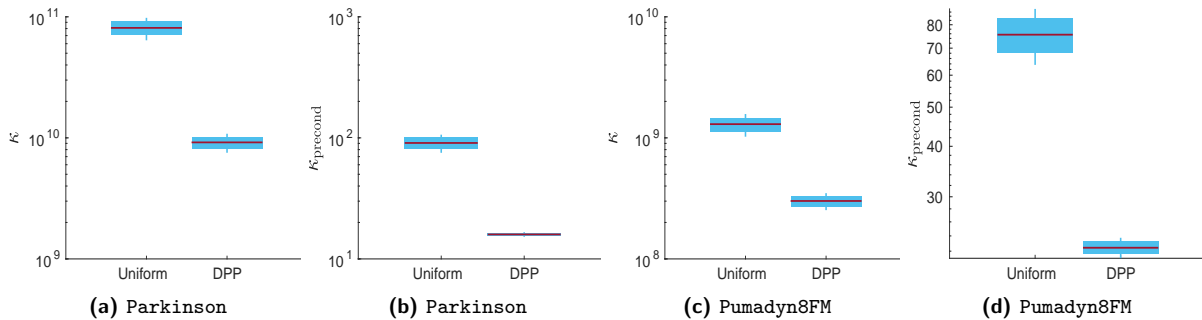 10^11
10^10
10^9
κ
Uniform DPP
(a) Parkinson
10^3
10^2
10^1
κ_precond
Uniform DPP
(b) Parkinson
10^10
10^9
10^8
κ
Uniform DPP
(c) Pumadyn8FM
80
70
60
50
40
30
κ_precond
Uniform DPP
(d) Pumadyn8FM